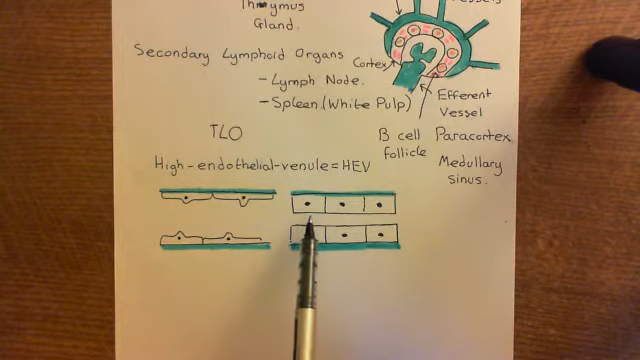 Thymus
Gland.
Secondary Lymphoid Organs
- Lymph Node.
- Spleen (White Pulp)
Cortex
Efferent
Vessel
B cell
follicle
Paracortex
Medullary
sinus.
TLO
High-endothelial-venule = HEV